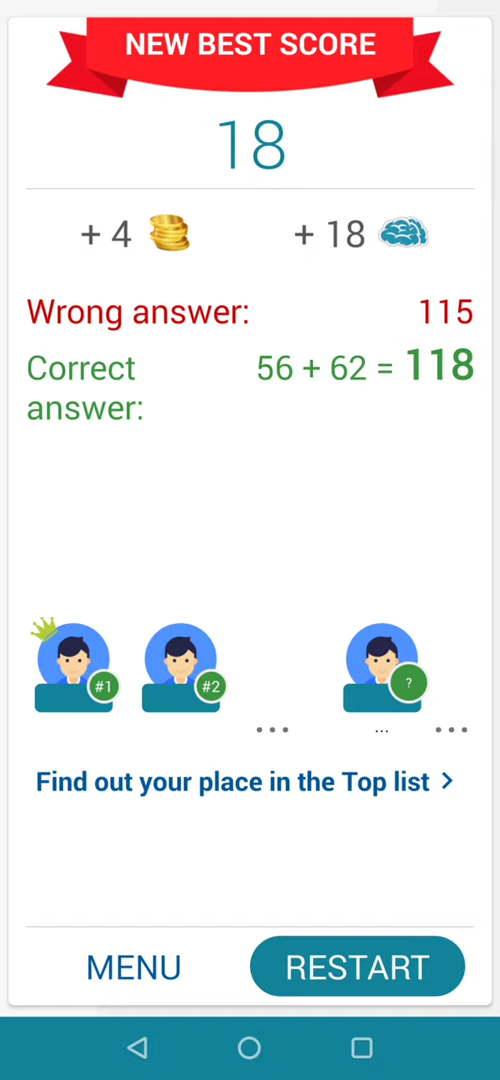 NEW BEST SCORE
18
+ 4 + 18
Wrong answer: 115
Correct answer: 56 + 62 = 118
#1 #2 ?
... ... ...
Find out your place in the Top list >
MENU RESTART